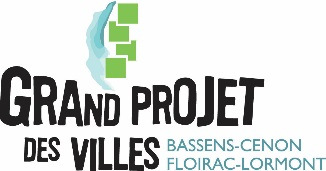 GRAND PROJET
DES VILLES
BASSENS-CENON
FLOIRAC-LORMONT